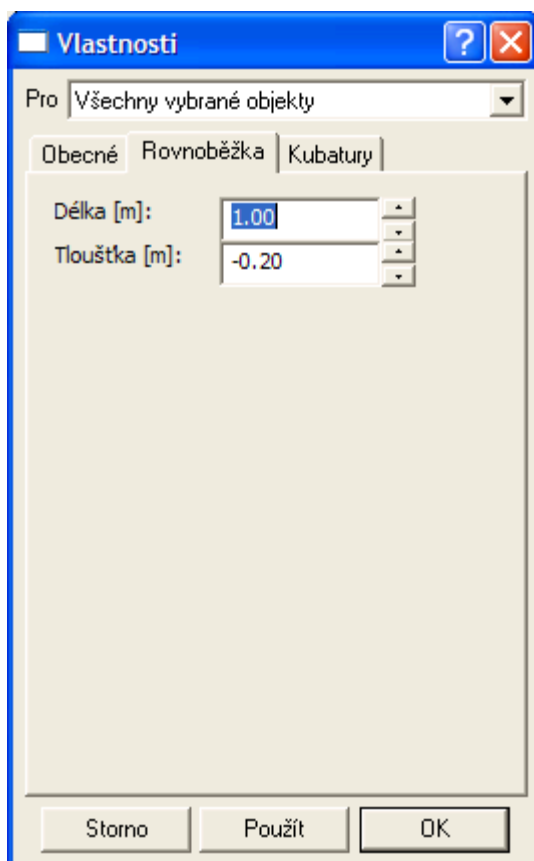 Vlastnosti
Pro Všechny vybrané objekty
Obecné Rovnoběžka Kubatury
Délka [m]: 1.00
Tloušťka [m]: -0.20
Storno Použít OK